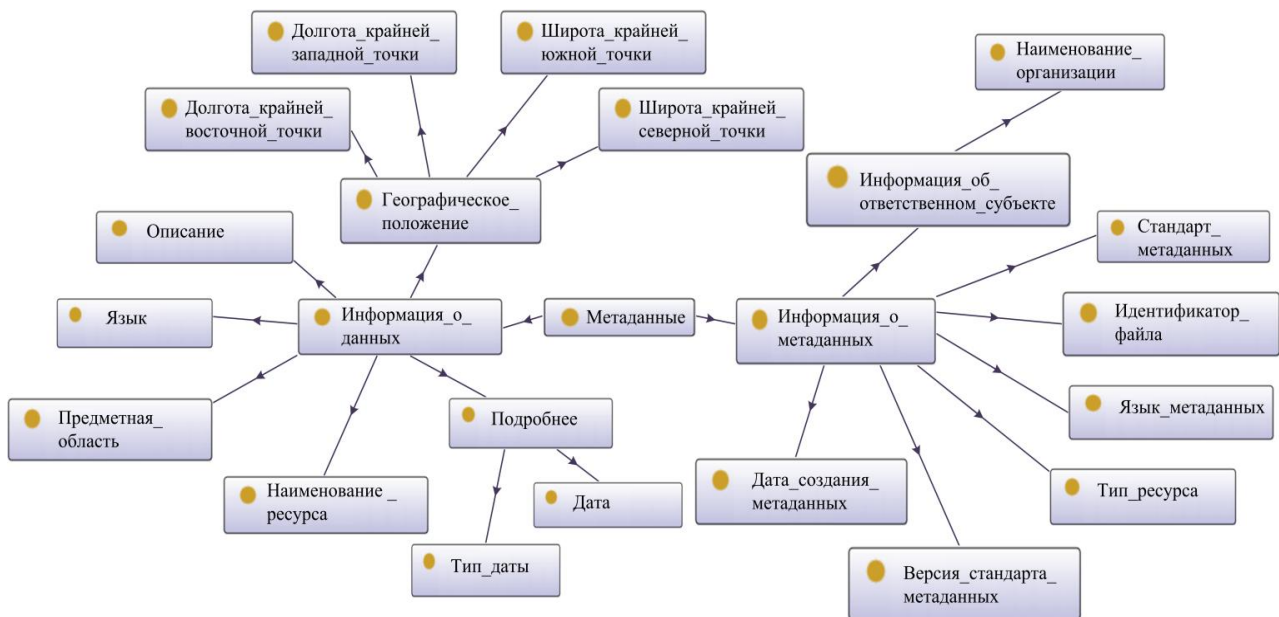 Долгота_крайней_
западной_точки
Широта_крайней_
южной_точки
Наименование_
организации
Долгота_крайней_
восточной_точки
Широта_крайней_
северной_точки
Информация_об_
ответственном_субъекте
Географическое_
положение
Описание
Стандарт_
метаданных
Язык
Информация_о_
данных
Метаданные
Информация_о_
метаданных
Идентификатор_
файла
Предметная_
область
Подробнее
Язык_метаданных
Наименование_
ресурса
Дата
Дата_создания_
метаданных
Тип_ресурса
Тип_даты
Версия_стандарта_
метаданных